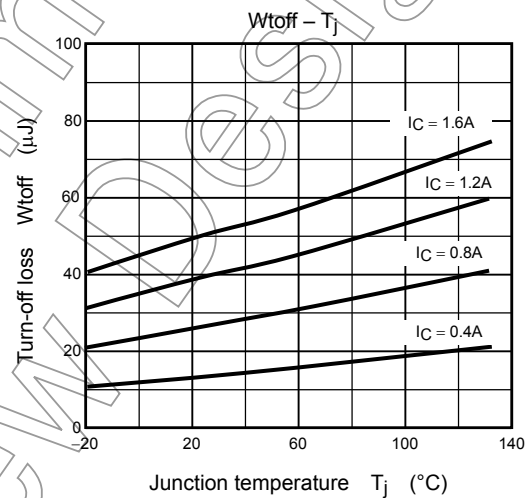 Wtoff – Tj
Turn-off loss Wtoff (μJ)
100
80
60
40
20
0
–20
20
60
100
140
IC = 1.6A
IC = 1.2A
IC = 0.8A
IC = 0.4A
Junction temperature Tj (°C)